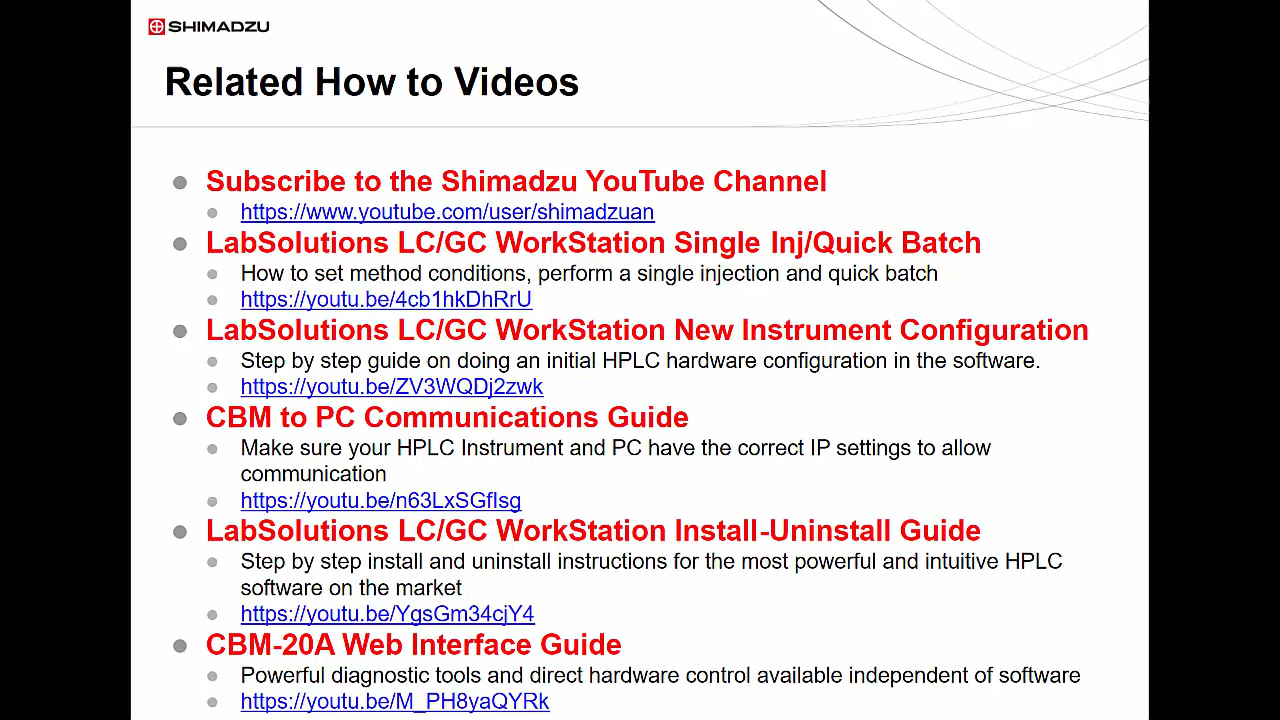 SHIMADZU
Related How to Videos
Subscribe to the Shimadzu YouTube Channel
https://www.youtube.com/user/shimadzuan
LabSolutions LC/GC WorkStation Single Inj/Quick Batch
How to set method conditions, perform a single injection and quick batch
https://youtu.be/4cb1hkDhRrU
LabSolutions LC/GC WorkStation New Instrument Configuration
Step by step guide on doing an initial HPLC hardware configuration in the software.
https://youtu.be/ZV3WQDj2zwk
CBM to PC Communications Guide
Make sure your HPLC Instrument and PC have the correct IP settings to allow
communication
https://youtu.be/n63LxSGfIsg
LabSolutions LC/GC WorkStation Install-Uninstall Guide
Step by step install and uninstall instructions for the most powerful and intuitive HPLC
software on the market
https://youtu.be/YgsGm34cjY4
CBM-20A Web Interface Guide
Powerful diagnostic tools and direct hardware control available independent of software
https://youtu.be/M_PH8yaQYRk